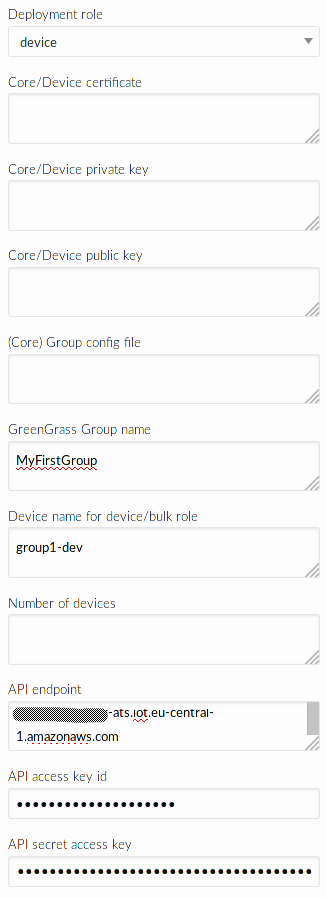 Deployment role
device
Core/Device certificate
Core/Device private key
Core/Device public key
(Core) Group config file
GreenGrass Group name
MyFirstGroup
Device name for device/bulk role
group1-dev
Number of devices
API endpoint
-ats.iot.eu-central-
1.amazonaws.com
API access key id
••••••••••••••••••••
API secret access key
•••••••••••••••••••••••••••••••••••••